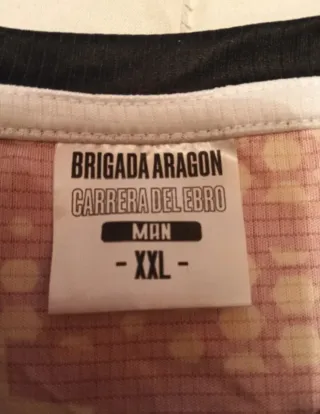 BRIGADA ARAGON
CARRERA DEL EBRO
MAN
- XXL -